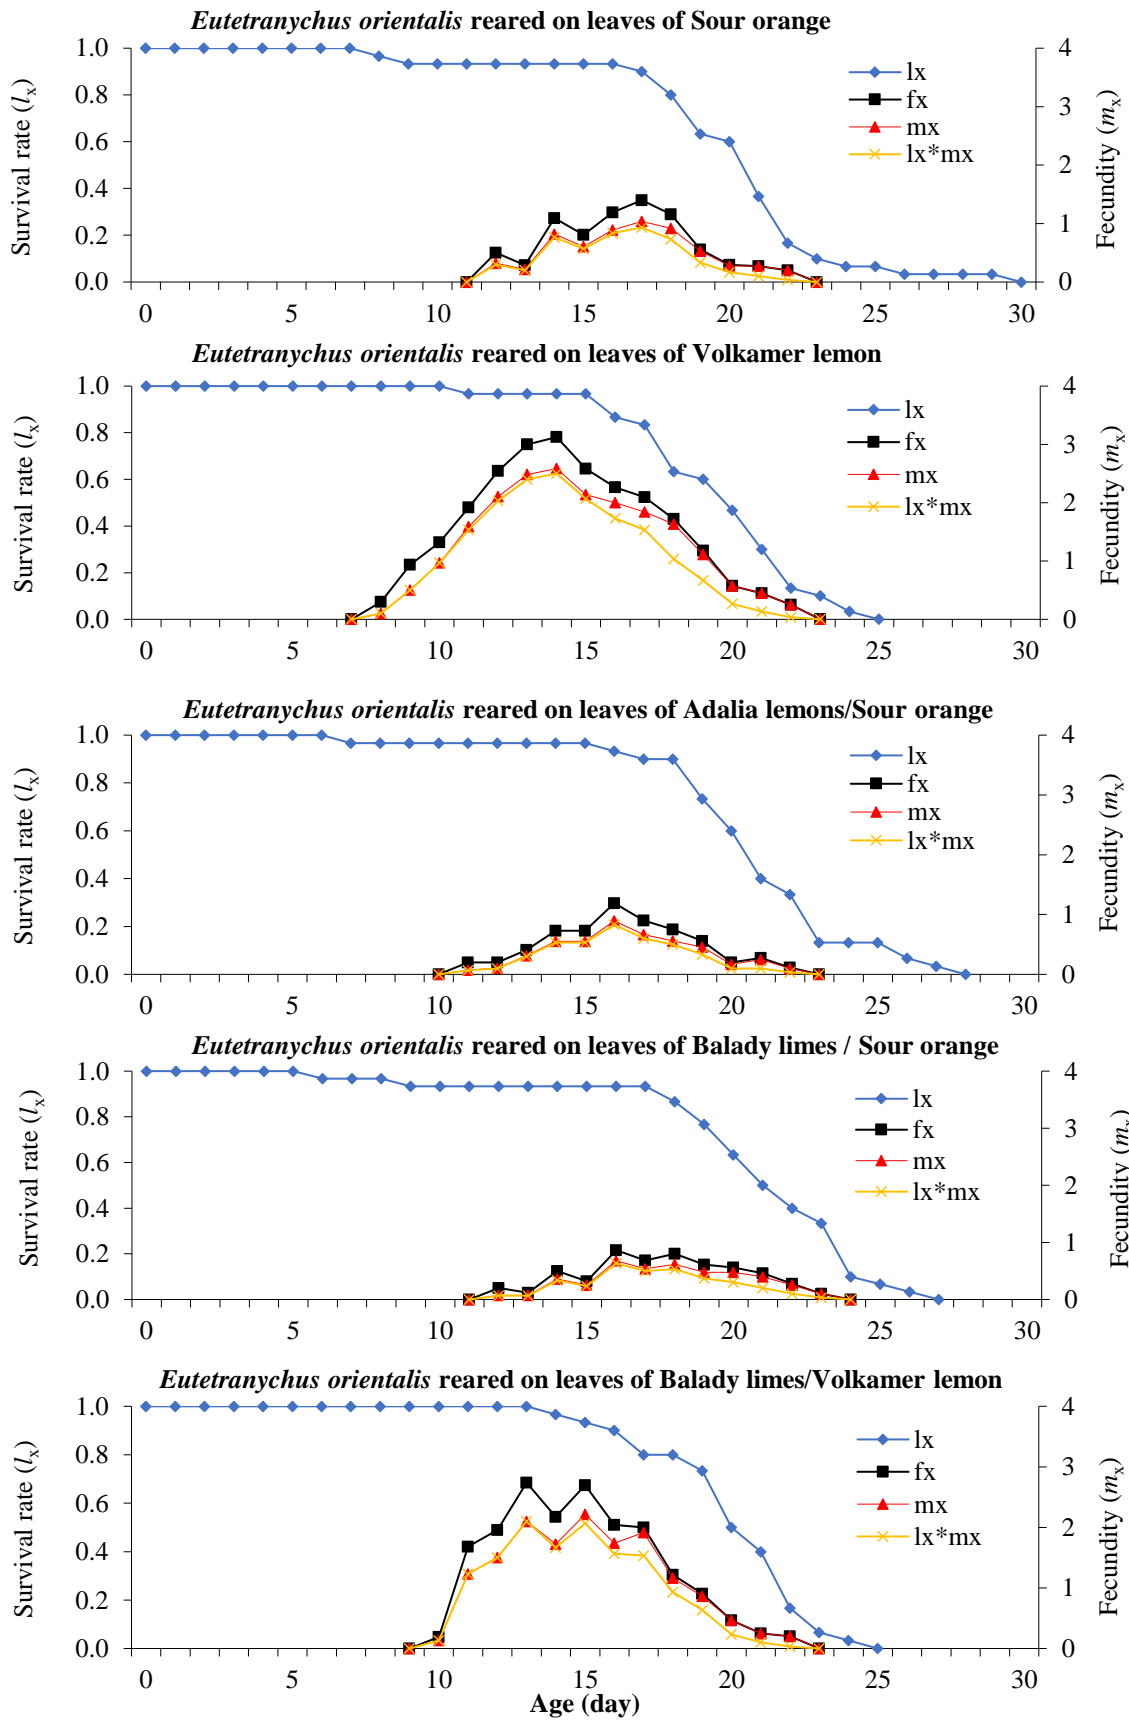 Eutetranychus orientalis reared on leaves of Sour orange
Survival rate (lx)
1.0
0.8
0.6
0.4
0.2
0.0
0 5 10 15 20 25 30
4
3
2
1
0
Fecundity (mx)
lx
fx
mx
lx*mx
Eutetranychus orientalis reared on leaves of Volkamer lemon
Survival rate (lx)
1.0
0.8
0.6
0.4
0.2
0.0
0 5 10 15 20 25 30
4
3
2
1
0
Fecundity (mx)
lx
fx
mx
lx*mx
Eutetranychus orientalis reared on leaves of Adalia lemons/Sour orange
Survival rate (lx)
1.0
0.8
0.6
0.4
0.2
0.0
0 5 10 15 20 25 30
4
3
2
1
0
Fecundity (mx)
lx
fx
mx
lx*mx
Eutetranychus orientalis reared on leaves of Balady limes / Sour orange
Survival rate (lx)
1.0
0.8
0.6
0.4
0.2
0.0
0 5 10 15 20 25 30
4
3
2
1
0
Fecundity (mx)
lx
fx
mx
lx*mx
Eutetranychus orientalis reared on leaves of Balady limes/Volkamer lemon
Survival rate (lx)
1.0
0.8
0.6
0.4
0.2
0.0
0 5 10 15 20 25 30
4
3
2
1
0
Fecundity (mx)
lx
fx
mx
lx*mx
Age (day)